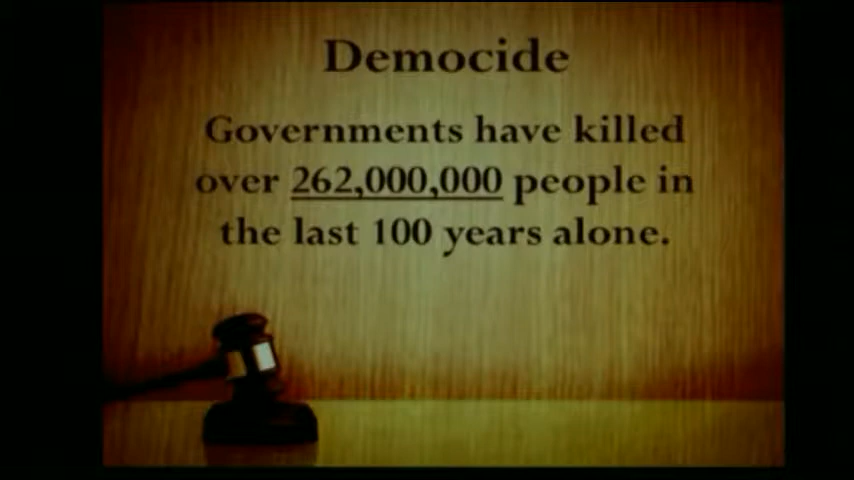 Democide
Governments have killed
over 262,000,000 people in
the last 100 years alone.